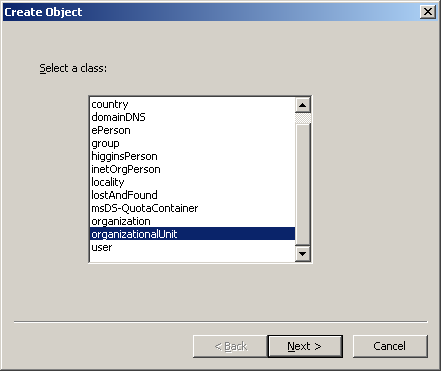 Create Object
Select a class:
country
domainDNS
ePerson
group
higginsPerson
inetOrgPerson
locality
lostAndFound
msDS-QuotaContainer
organization
organizationalUnit
user
< Back
Next >
Cancel